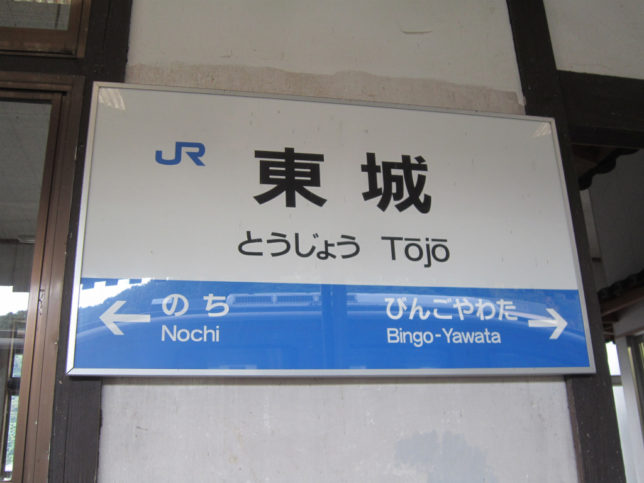 JR 東城
とうじょう Tōjō
← のち びんごやわた →
Nochi Bingo-Yawata